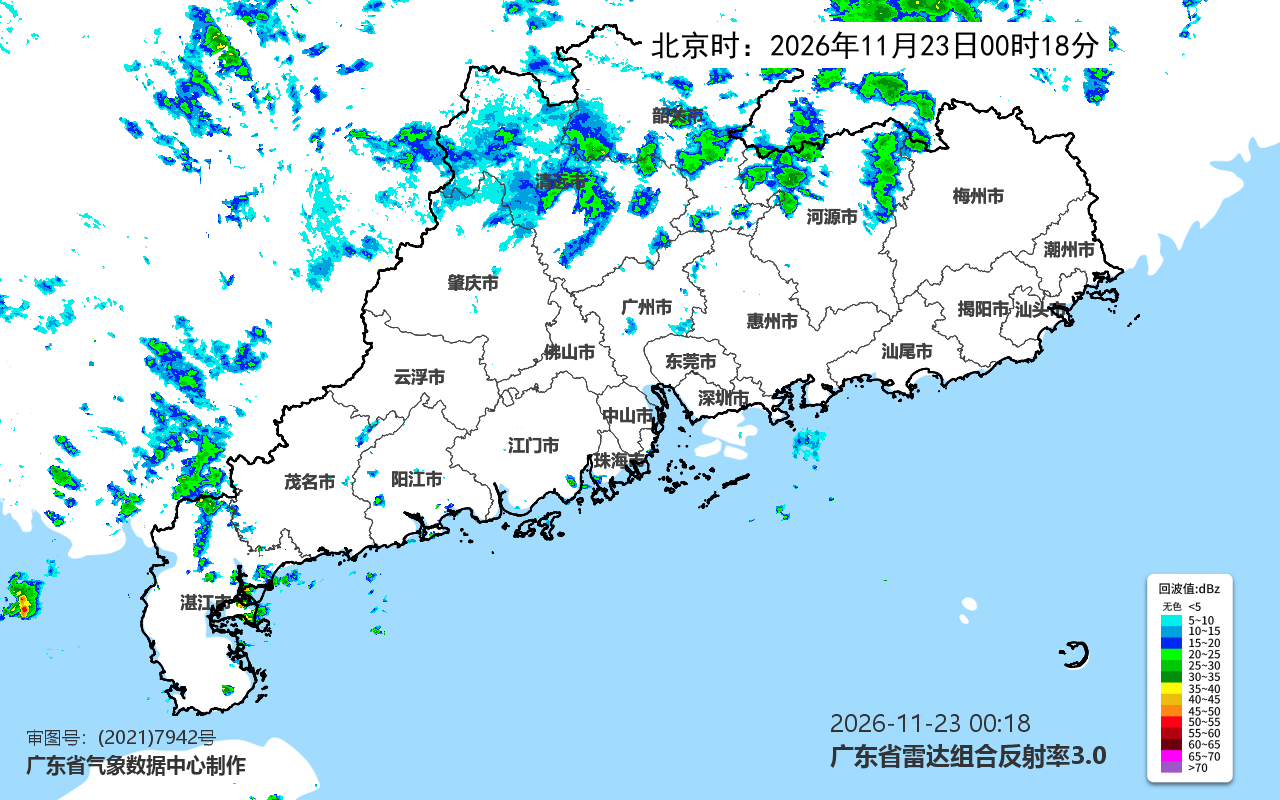 北京时：2026年11月23日00时18分
韶关市
清远市
河源市
梅州市
潮州市
肇庆市
广州市
惠州市
揭阳市
汕头市
佛山市
东莞市
汕尾市
云浮市
深圳市
中山市
江门市
珠海市
茂名市
阳江市
湛江市
回波值:dBz
无色 <5
5~10
10~15
15~20
20~25
25~30
30~35
35~40
40~45
45~50
50~55
55~60
60~65
65~70
>70
2026-11-23 00:18
广东省雷达组合反射率3.0
审图号：(2021)7942号
广东省气象数据中心制作